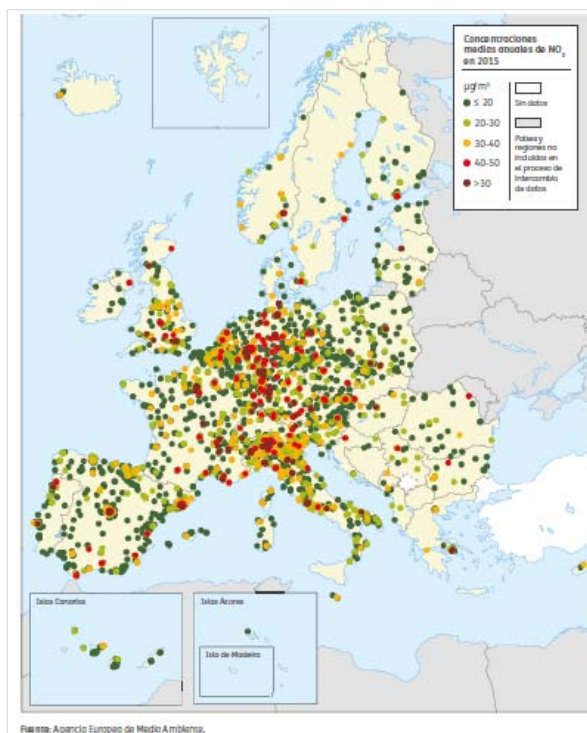 Concentraciones
medias anuales de NO₂
en 2015
µg/m³
≤ 20
20-30
30-40
40-50
>30
Sin datos
Países y
regiones no
incluidos en
el proceso de
intercambio
de datos
Islas Canarias
Islas Azores
Isla de Madeira
Fuente: Agencia Europea de Medio Ambiense.